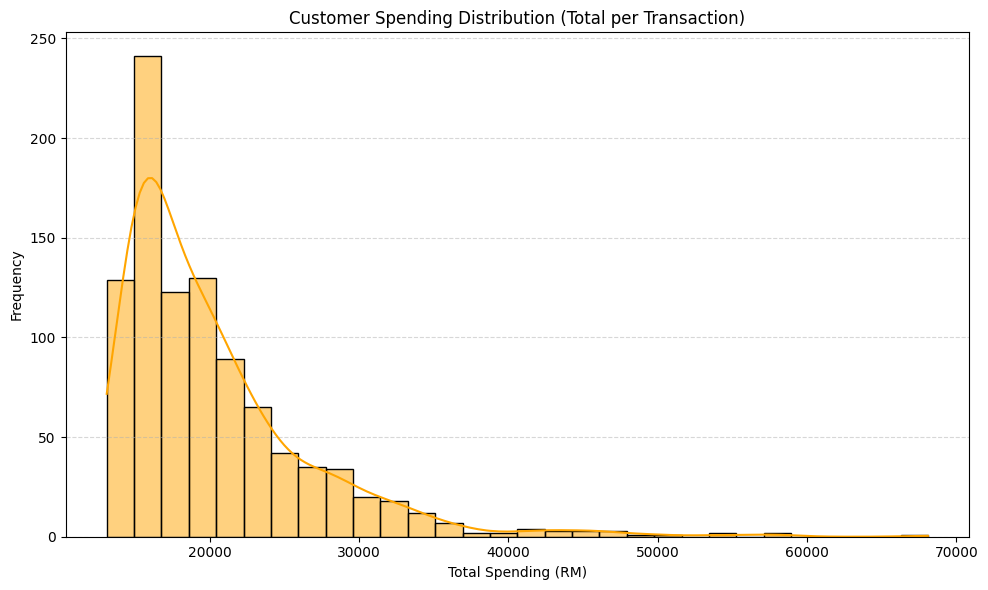 Customer Spending Distribution (Total per Transaction)
250
200
150
100
50
0
Frequency
20000 30000 40000 50000 60000 70000
Total Spending (RM)